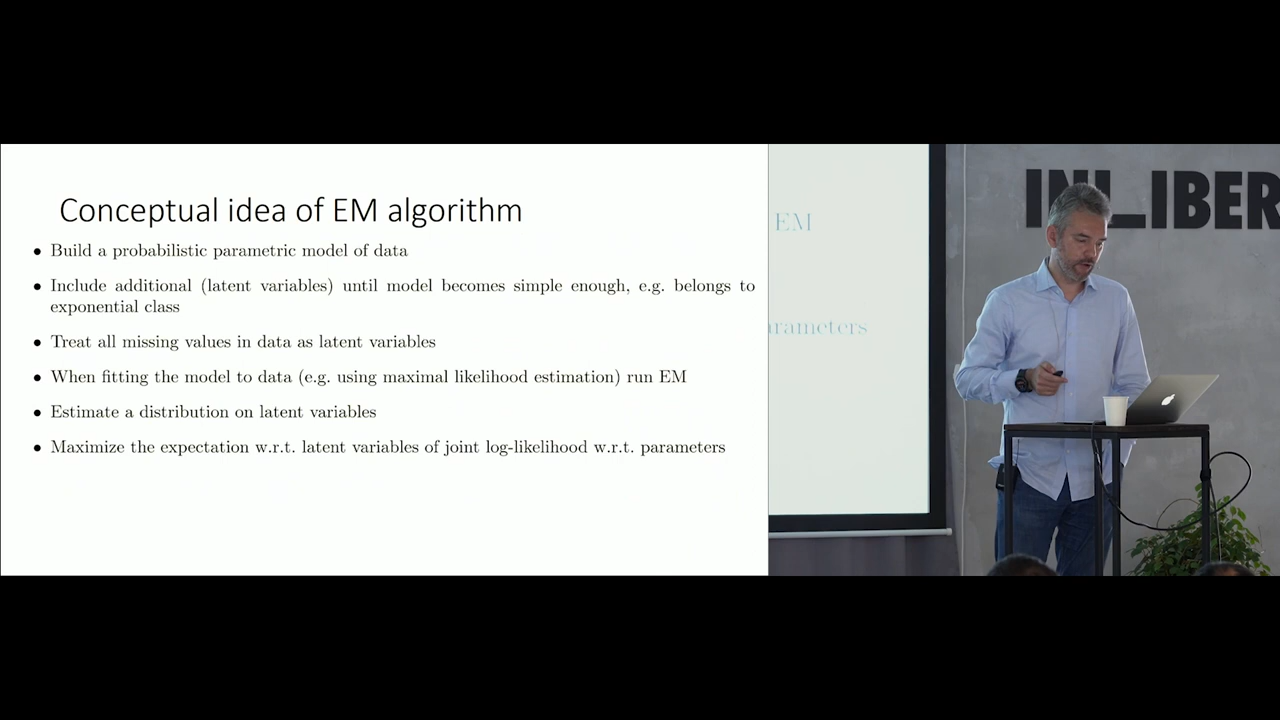 Conceptual idea of EM algorithm
• Build a probabilistic parametric model of data
• Include additional (latent variables) until model becomes simple enough, e.g. belongs to
exponential class
• Treat all missing values in data as latent variables
• When fitting the model to data (e.g. using maximal likelihood estimation) run EM
• Estimate a distribution on latent variables
• Maximize the expectation w.r.t. latent variables of joint log-likelihood w.r.t. parameters
EM